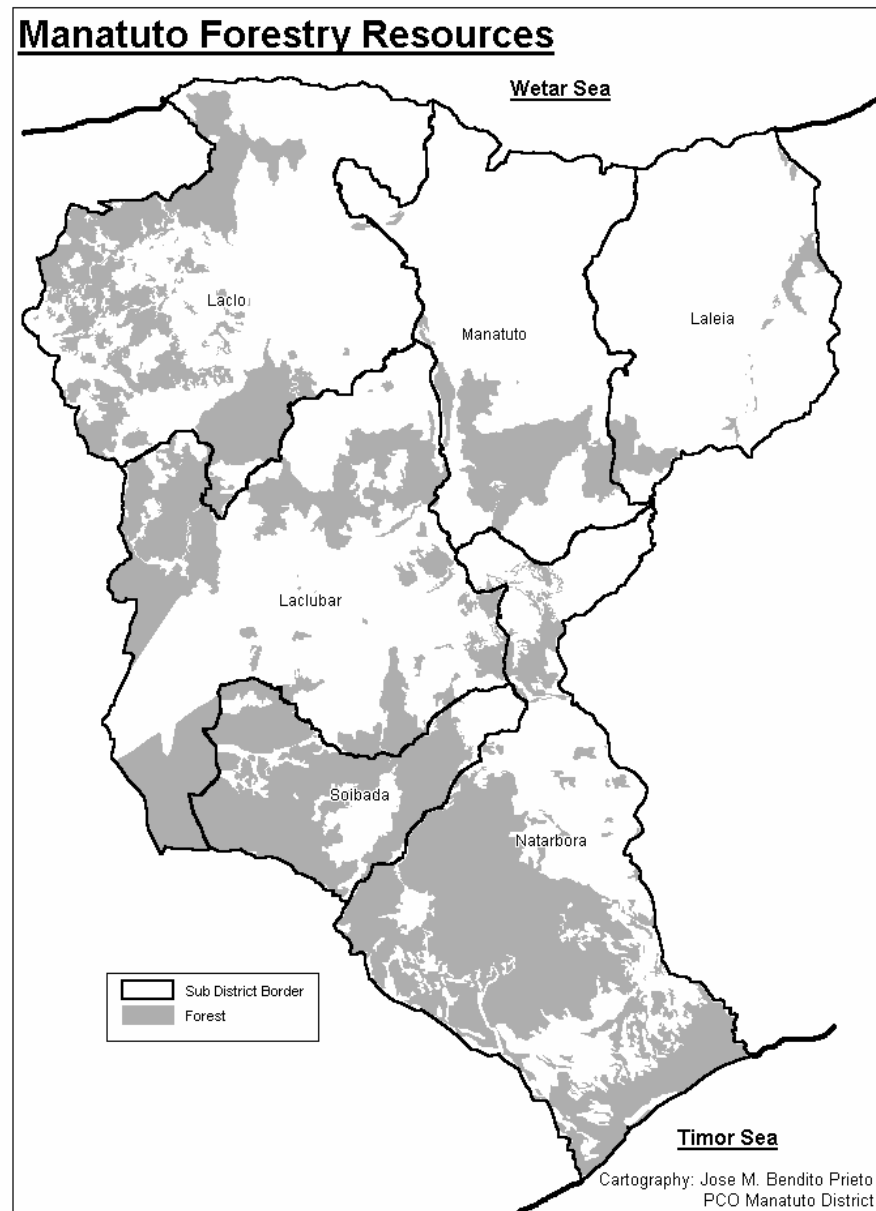 Manatuto Forestry Resources
Wetar Sea
Laclo
Manatuto
Laleia
Laclubar
Soibada
Natarbora
Sub District Border
Forest
Timor Sea
Cartography: Jose M. Bendito Prieto
PCO Manatuto District